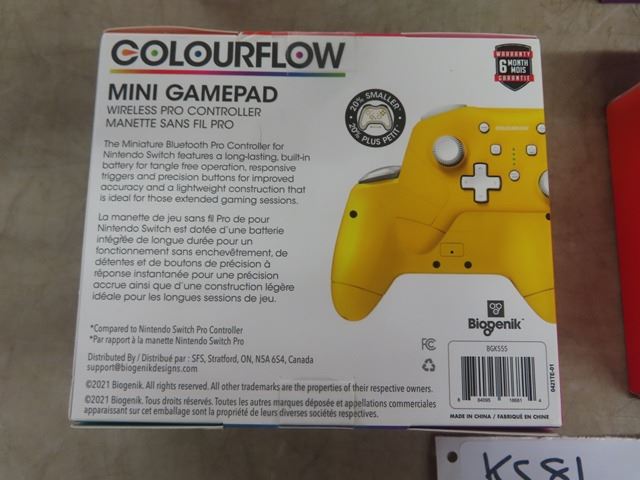 COLOURFLOW
MINI GAMEPAD
WIRELESS PRO CONTROLLER
MANETTE SANS FIL PRO
WARRANTY
6 MONTH
MOIS
GARANTIE
20% SMALLER*
20% PLUS PETIT*
COLOURFLOW
The Miniature Bluetooth Pro Controller for
Nintendo Switch features a long-lasting, built-in
battery for tangle free operation, responsive
triggers and precision buttons for improved
accuracy and a lightweight construction that
is ideal for those extended gaming sessions.
La manette de jeu sans fil Pro de pour
Nintendo Switch est dotée d'une batterie
intégrée de longue durée pour un
fonctionnement sans enchevêtrement, de
détentes et de boutons de précision à
réponse instantanée pour une précision
accrue ainsi que d'une construction légère
idéale pour les longues sessions de jeu.
*Compared to Nintendo Switch Pro Controller
*Par rapport à la manette Nintendo Switch Pro
Distributed By / Distribué par : SFS, Stratford, ON, N5A 6S4, Canada
support@biogenikdesigns.com
©2021 Biogenik. All rights reserved. All other trademarks are the properties of their respective owners.
©2021 Biogenik. Tous droits réservés. Toutes les autres marques déposée et appellations commerciales
apparaissant sur cet emballage sont la propriété de leurs diverses sociétés respectives.
Biogenik™
FC
BGK555
0421TE-01
MADE IN CHINA / FABRIQUÉ EN CHINE
KS81